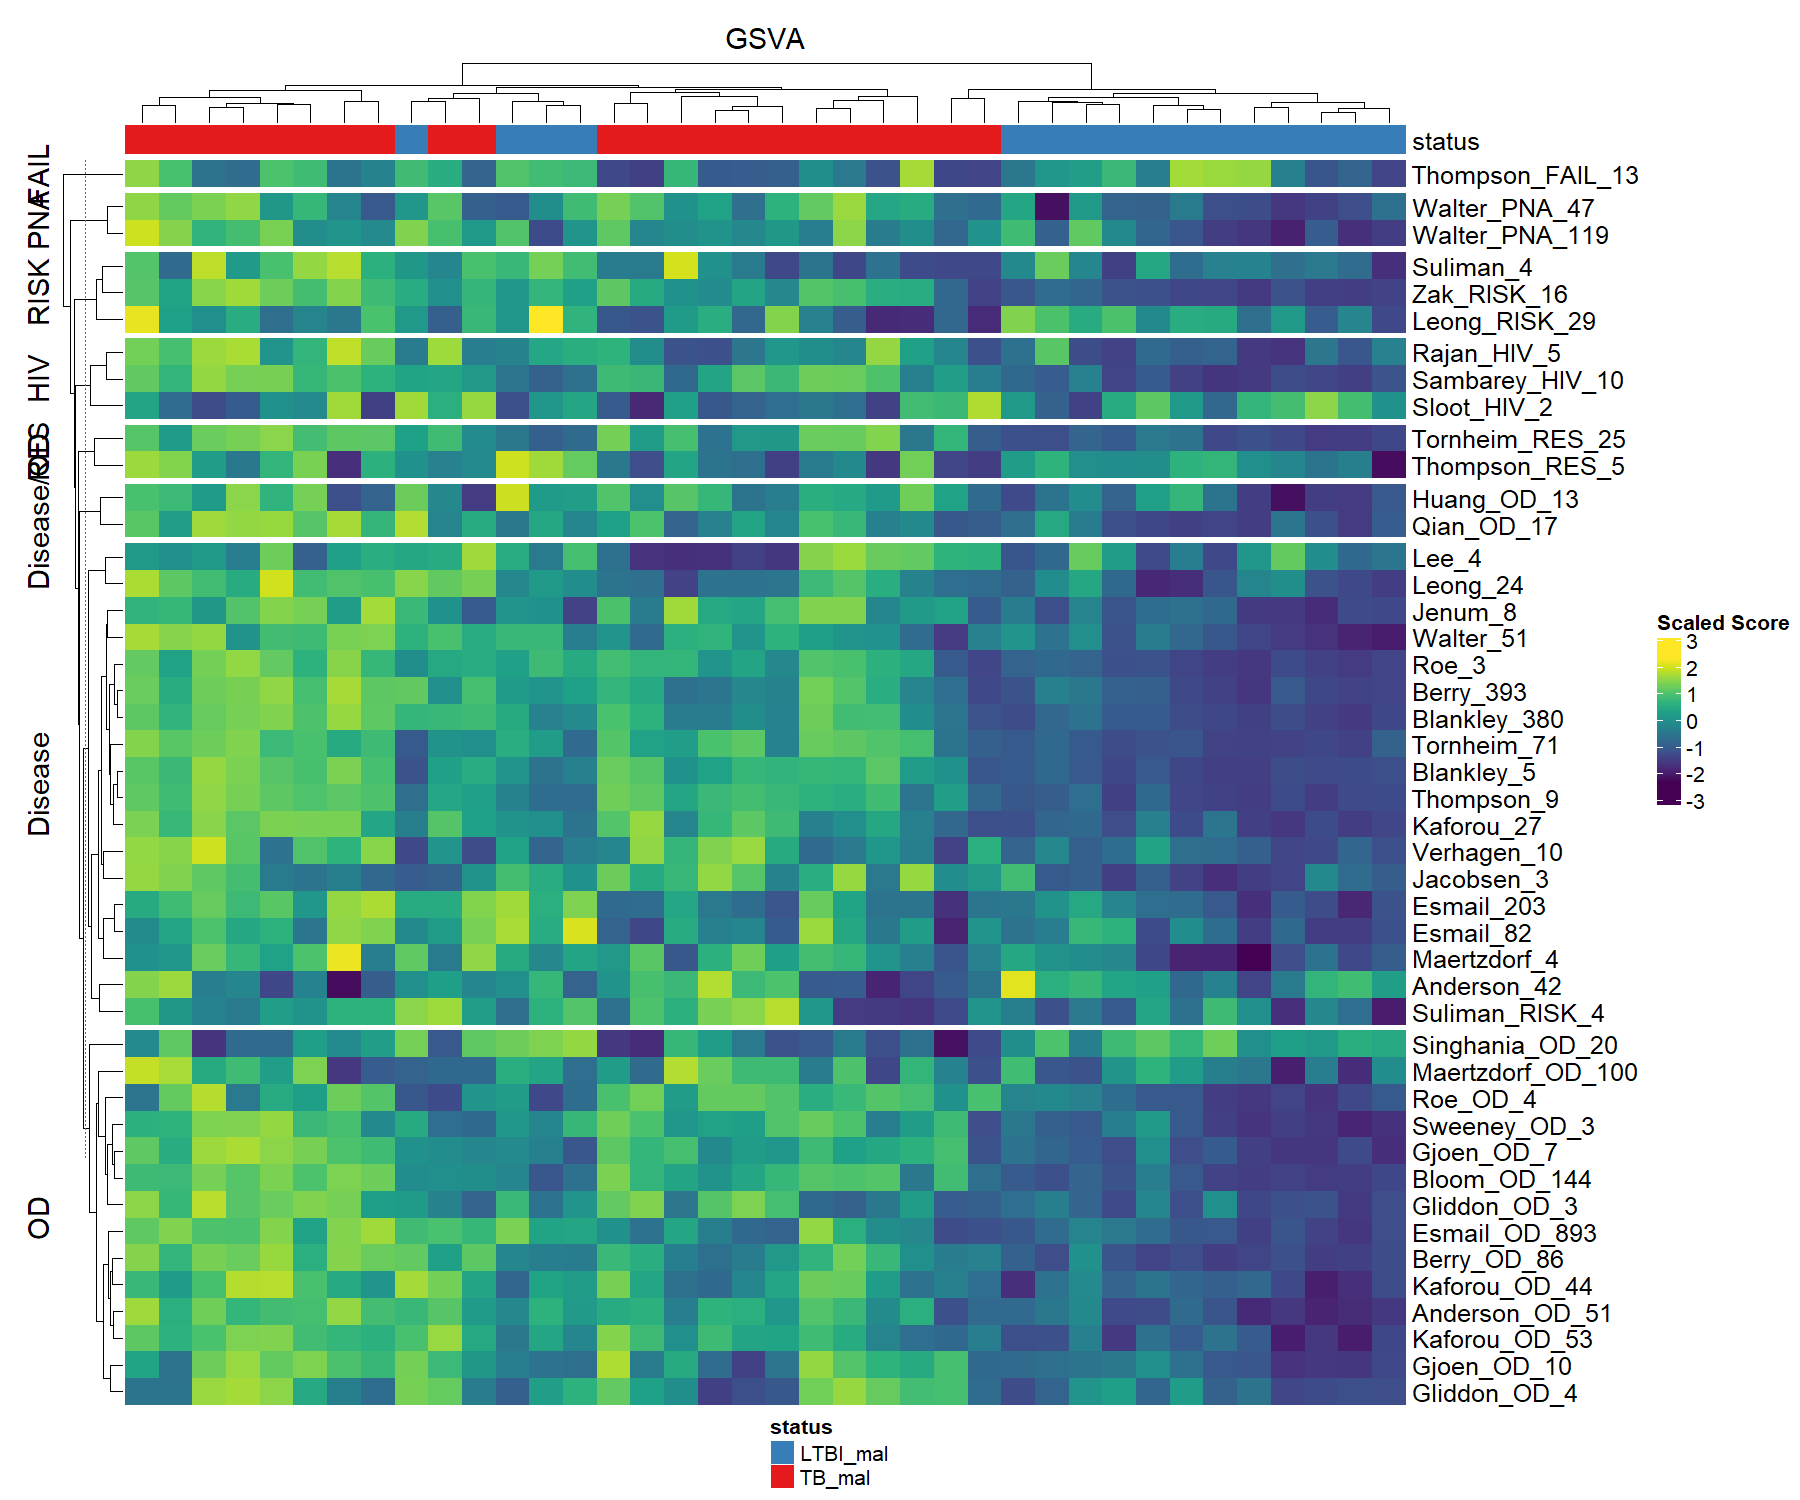 GSVA
status
FAIL
Thompson_FAIL_13
PNA
Walter_PNA_47
Walter_PNA_119
RISK
Suliman_4
Zak_RISK_16
Leong_RISK_29
HIV
Rajan_HIV_5
Sambarey_HIV_10
Sloot_HIV_2
RES
Tornheim_RES_25
Thompson_RES_5
Disease/OD
Huang_OD_13
Qian_OD_17
Disease
Lee_4
Leong_24
Jenum_8
Walter_51
Roe_3
Berry_393
Blankley_380
Tornheim_71
Blankley_5
Thompson_9
Kaforou_27
Verhagen_10
Jacobsen_3
Esmail_203
Esmail_82
Maertzdorf_4
Anderson_42
Suliman_RISK_4
OD
Singhania_OD_20
Maertzdorf_OD_100
Roe_OD_4
Sweeney_OD_3
Gjoen_OD_7
Bloom_OD_144
Gliddon_OD_3
Esmail_OD_893
Berry_OD_86
Kaforou_OD_44
Anderson_OD_51
Kaforou_OD_53
Gjoen_OD_10
Gliddon_OD_4
Scaled Score
3
2
1
0
-1
-2
-3
status
LTBI_mal
TB_mal